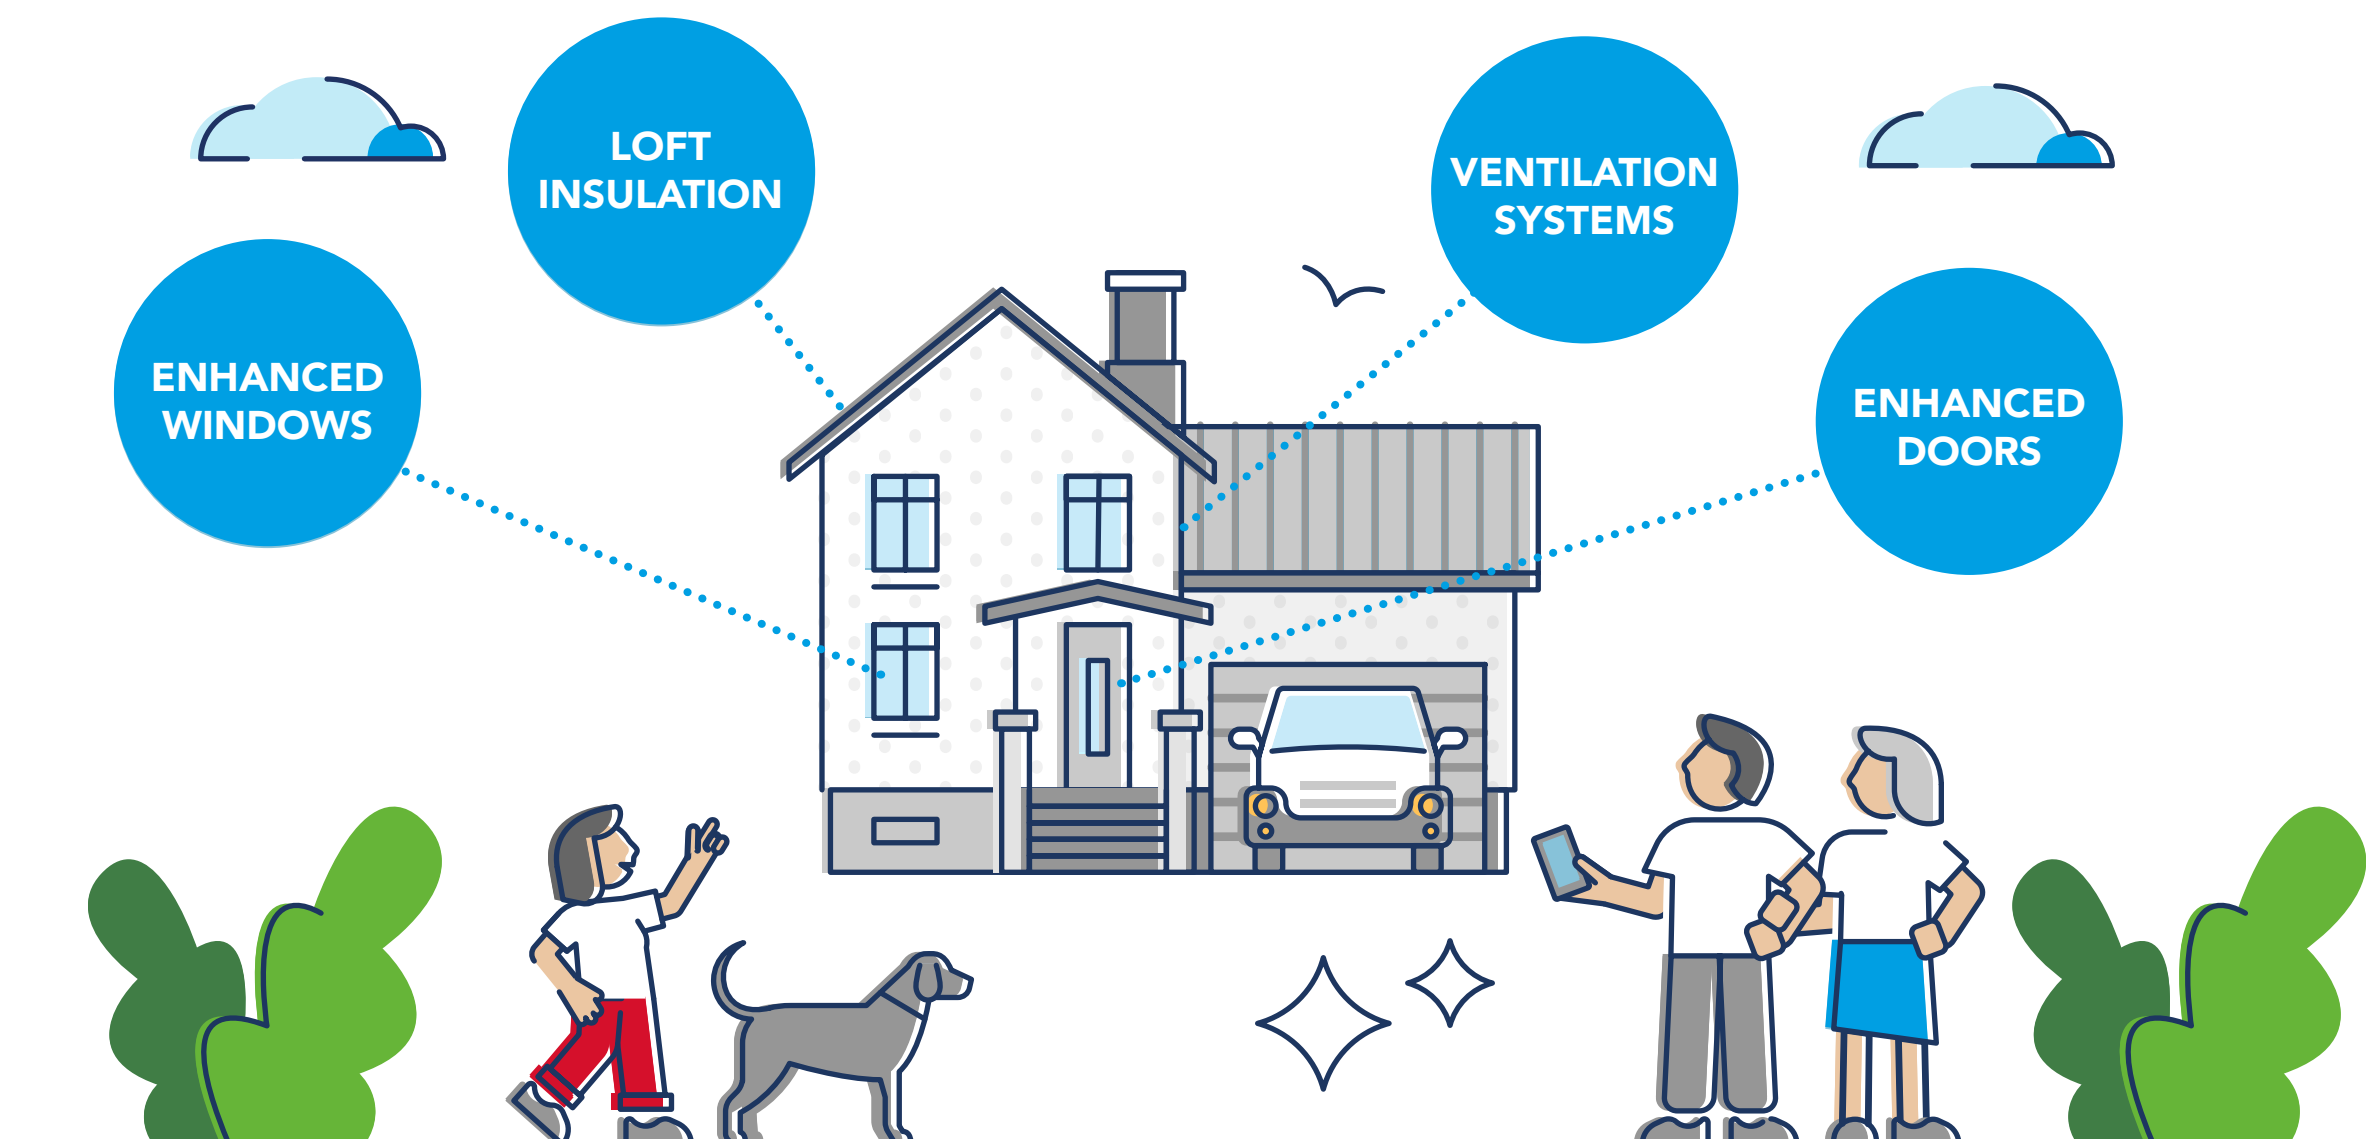 LOFT
INSULATION
VENTILATION
SYSTEMS
ENHANCED
WINDOWS
ENHANCED
DOORS